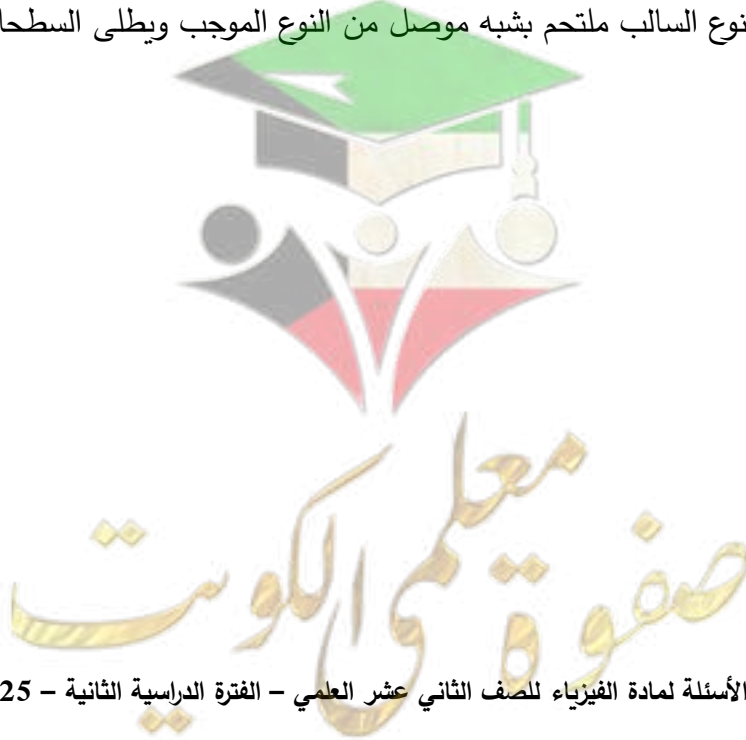 نوع السالب ملتحم بشبه موصل من النوع الموجب ويطلى السطحا
صفوة معلمي الكويت
الأسئلة لمادة الفيزياء للصف الثاني عشر العلمي – الفترة الدراسية الثانية – 25